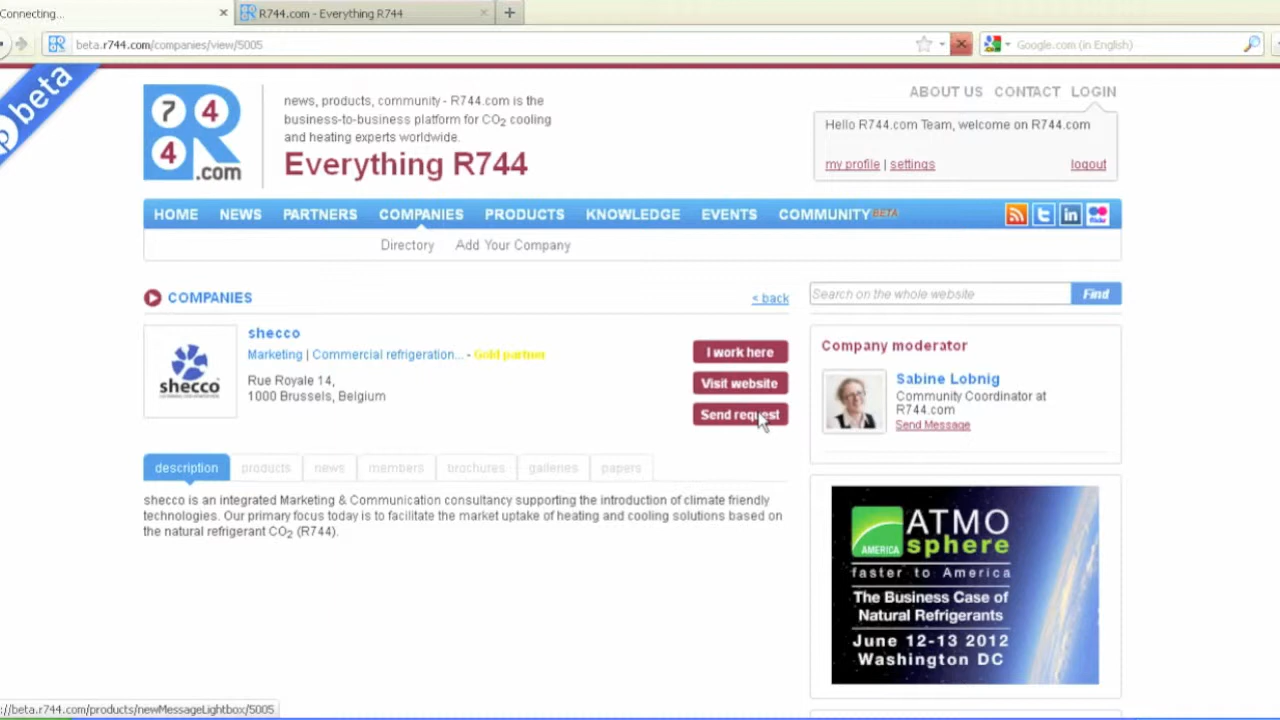 Connecting...
R744.com - Everything R744
beta.r744.com/companies/view/5005
Google.com (in English)
beta
7 4
4 R
.com
news, products, community - R744.com is the
business-to-business platform for CO2 cooling
and heating experts worldwide.
Everything R744
ABOUT US CONTACT LOGIN
Hello R744.com Team, welcome on R744.com
my profile | settings logout
HOME NEWS PARTNERS COMPANIES PRODUCTS KNOWLEDGE EVENTS COMMUNITY BETA
Directory Add Your Company
COMPANIES
< back
Search on the whole website Find
shecco
shecco
Marketing | Commercial refrigeration... - Gold partner
Rue Royale 14,
1000 Brussels, Belgium
I work here
Visit website
Send request
Company moderator
Sabine Lobnig
Community Coordinator at
R744.com
Send Message
description products news members brochures galleries papers
shecco is an integrated Marketing & Communication consultancy supporting the introduction of climate friendly
technologies. Our primary focus today is to facilitate the market uptake of heating and cooling solutions based on
the natural refrigerant CO2 (R744).
ATMO
sphere
AMERICA
faster to America
The Business Case of
Natural Refrigerants
June 12-13 2012
Washington DC
://beta.r744.com/products/newMessageLightbox/5005